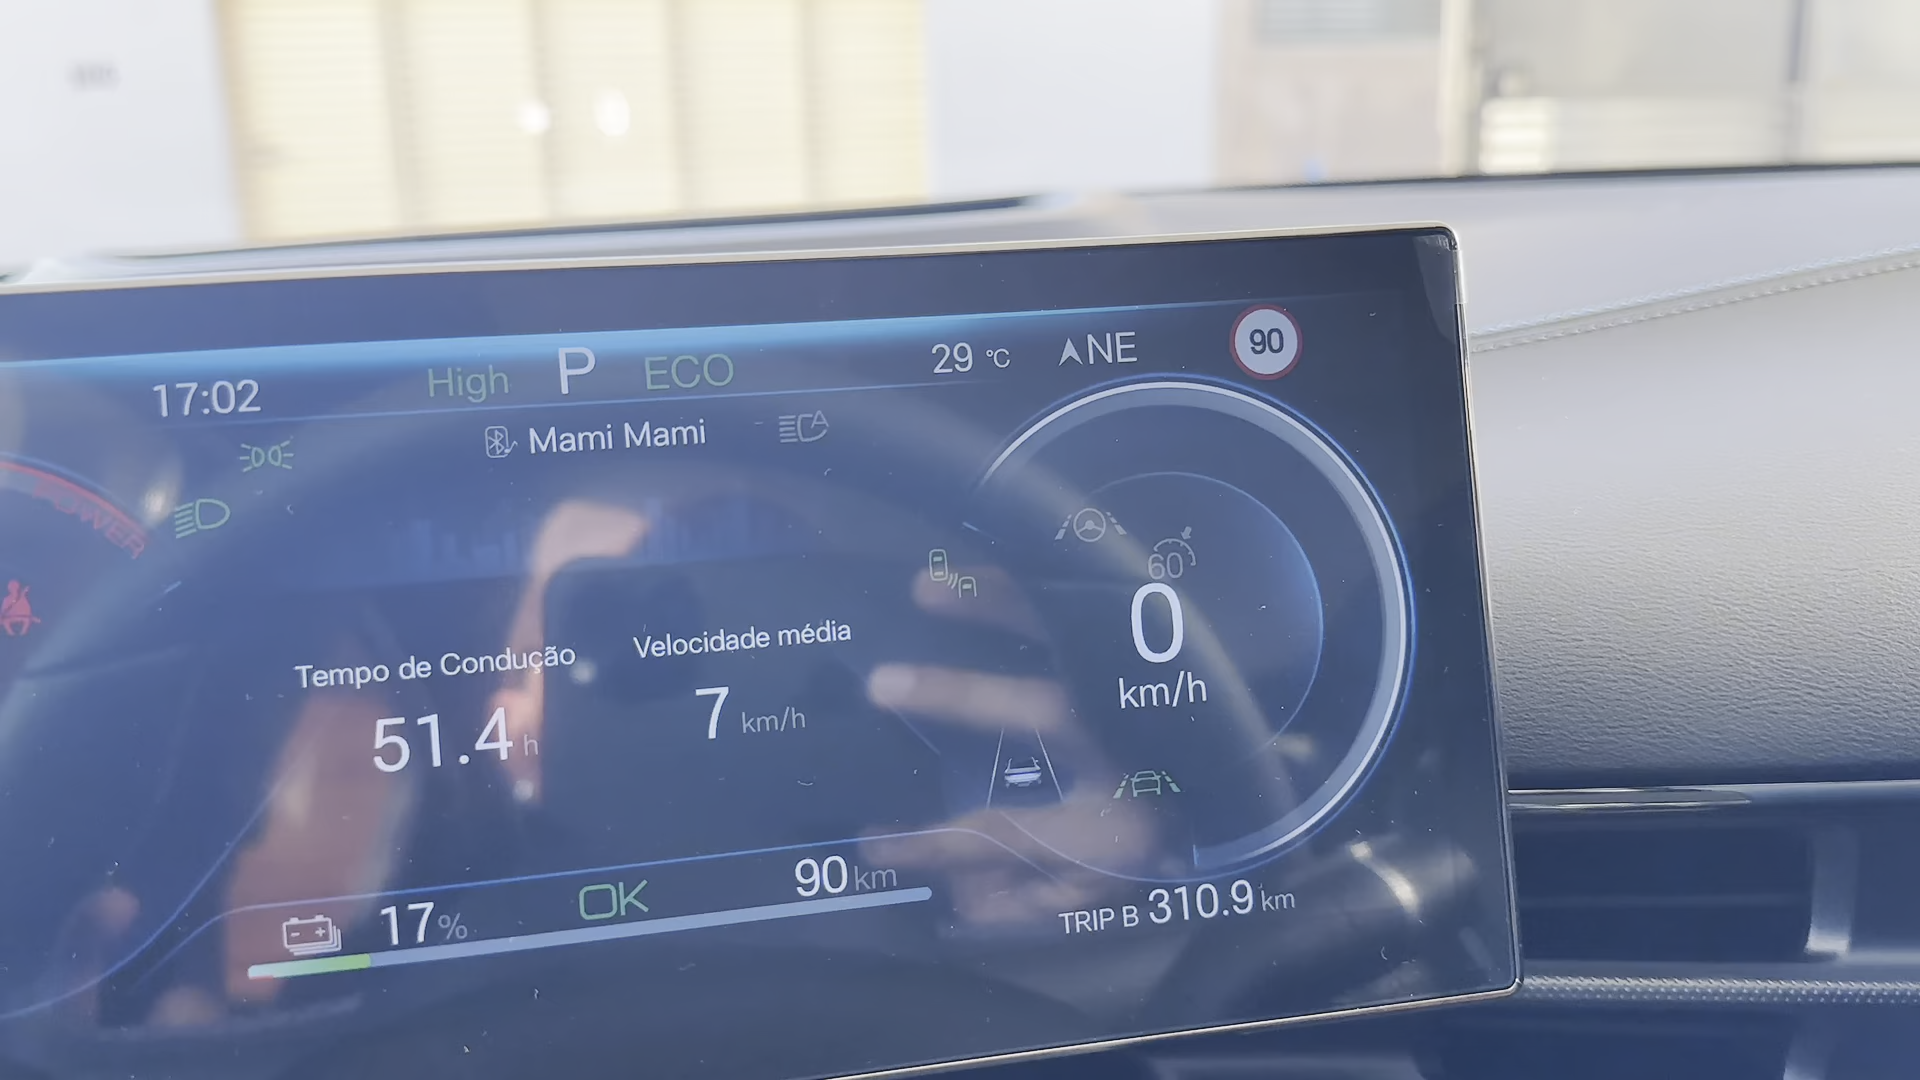 17:02 High P ECO 29 °C NE 90
Mami Mami
POWER
60
0
km/h
Tempo de Condução Velocidade média
51.4 h 7 km/h
17% OK 90 km
TRIP B 310.9 km